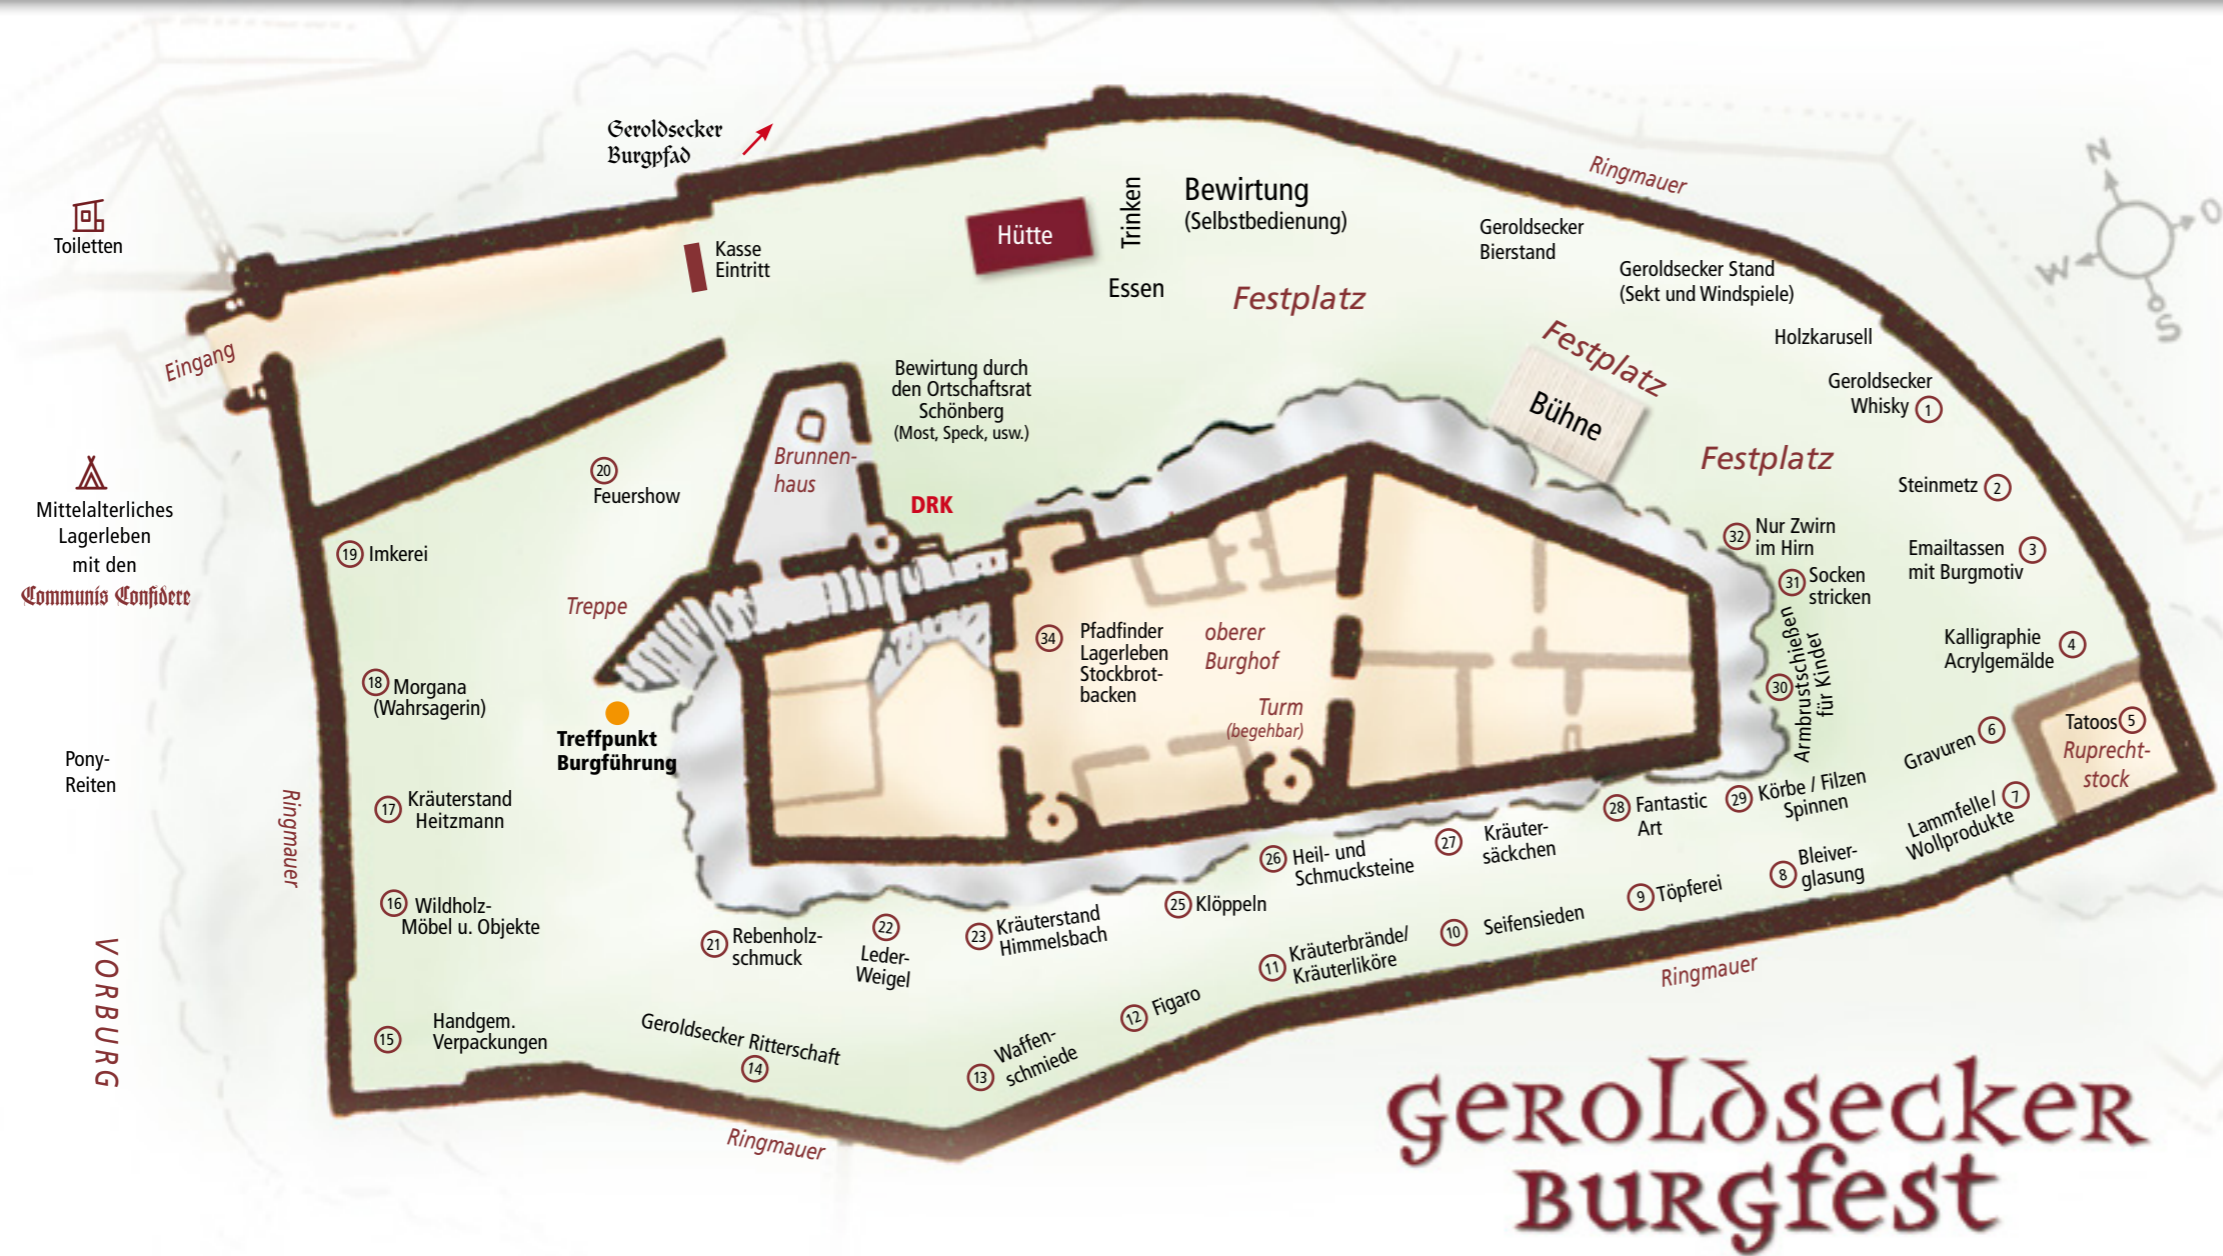 Geroldsecker
Burgpfad
Toiletten
Eingang
Kasse
Eintritt
Hütte
Trinken
Essen
Bewirtung
(Selbstbedienung)
Festplatz
Ringmauer
Geroldsecker
Bierstand
Geroldsecker Stand
(Sekt und Windspiele)
Holzkarusell
N
O
W
S
Festplatz
Bühne
Festplatz
Geroldsecker
Whisky 1
Steinmetz 2
Emailtassen 3
mit Burgmotiv
Kalligraphie 4
Acrylgemälde
Tatoos 5
Ruprecht-
stock
Gravuren 6
Lammfelle/ 7
Wollprodukte
8 Bleiver-
glasung
9 Töpferei
10 Seifensieden
11 Kräuterbrände/
Kräuterliköre
12 Figaro
13 Waffen-
schmiede
Geroldsecker Ritterschaft
14
15 Handgem.
Verpackungen
16 Wildholz-
Möbel u. Objekte
17 Kräuterstand
Heitzmann
18 Morgana
(Wahrsagerin)
19 Imkerei
20
Feuershow
21 Rebenholz-
schmuck
22
Leder-
Weigel
23 Kräuterstand
Himmelsbach
25 Klöppeln
26 Heil- und
Schmucksteine
27 Kräuter-
säckchen
28 Fantastic
Art
29 Körbe / Filzen
Spinnen
30 Armbrustschießen
für Kinder
31 Socken
stricken
32 Nur Zwirn
im Hirn
34 Pfadfinder
Lagerleben
Stockbrot-
backen
oberer
Burghof
Turm
(begehbar)
Bewirtung durch
den Ortschaftsrat
Schönberg
(Most, Speck, usw.)
Brunnen-
haus
DRK
Treppe
Treffpunkt
Burgführung
Mittelalterliches
Lagerleben
mit den
Communis Confidere
Pony-
Reiten
VORBURG
Ringmauer
Ringmauer
Ringmauer
Geroldsecker
Burgfest